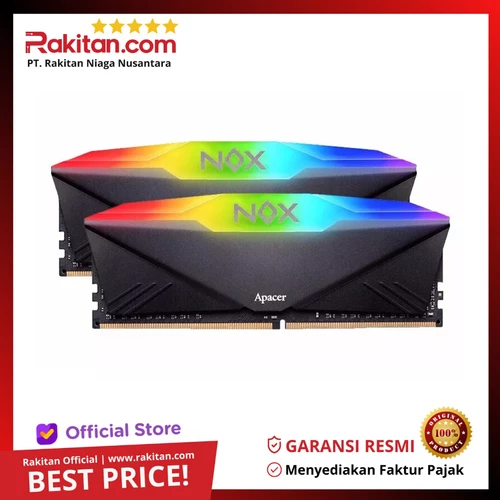 Rakitan.com
PT. Rakitan Niaga Nusantara
NOX
NOX
Apacer
Official Store
Rakitan Official | www.rakitan.com
BEST PRICE!
GARANSI RESMI
Menyediakan Faktur Pajak
ORIGINAL
100%
PRODUCT